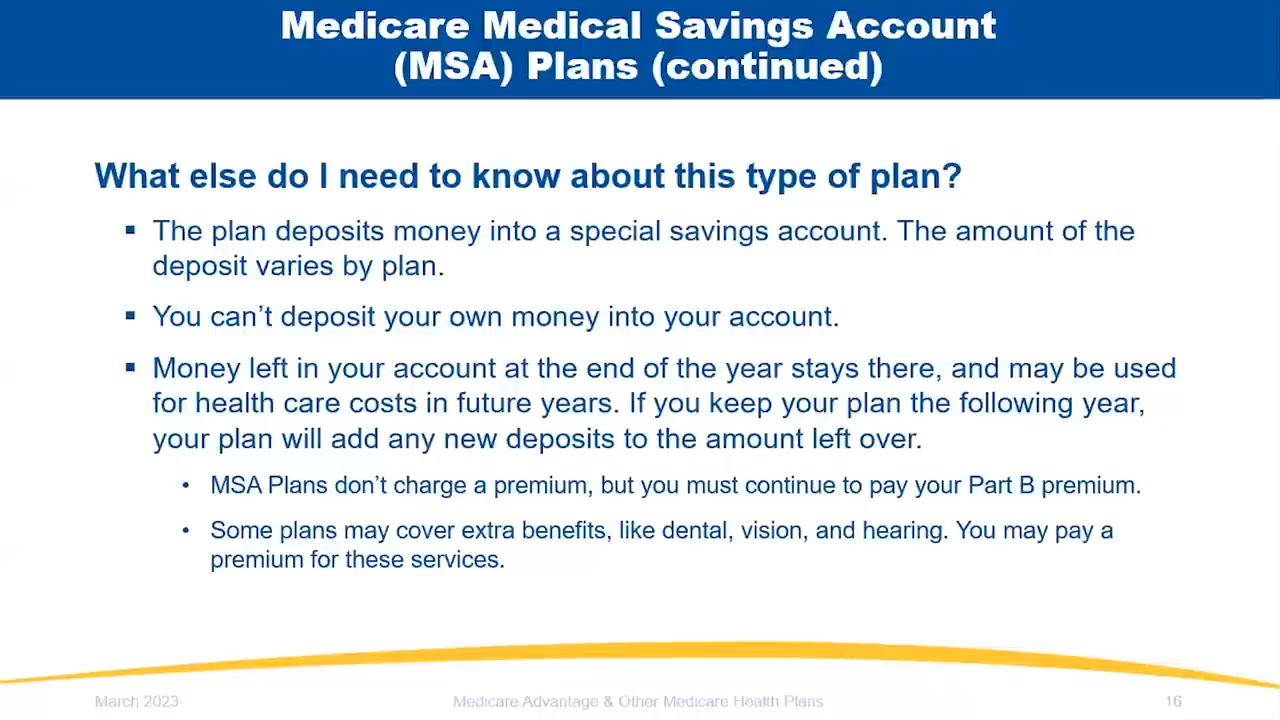 Medicare Medical Savings Account
(MSA) Plans (continued)
What else do I need to know about this type of plan?
▪ The plan deposits money into a special savings account. The amount of the
deposit varies by plan.
▪ You can’t deposit your own money into your account.
▪ Money left in your account at the end of the year stays there, and may be used
for health care costs in future years. If you keep your plan the following year,
your plan will add any new deposits to the amount left over.
• MSA Plans don’t charge a premium, but you must continue to pay your Part B premium.
• Some plans may cover extra benefits, like dental, vision, and hearing. You may pay a
premium for these services.
March 2023
Medicare Advantage & Other Medicare Health Plans
16